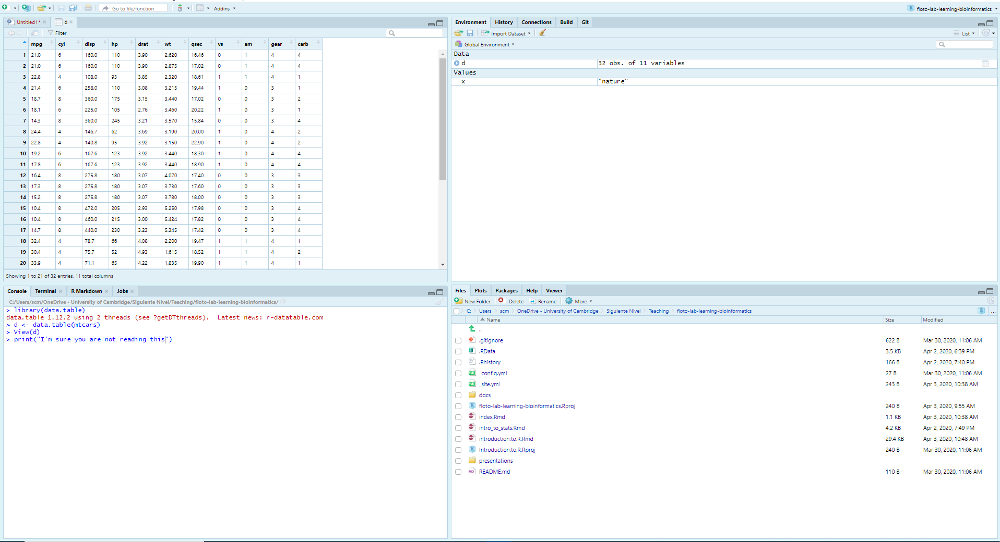 Go to file/function
Addins
floto-lab-learning-bioinformatics
Untitled1*
d
Filter
mpg cyl disp hp drat wt qsec vs am gear carb
1 21.0 6 160.0 110 3.90 2.620 16.46 0 1 4 4
2 21.0 6 160.0 110 3.90 2.875 17.02 0 1 4 4
3 22.8 4 108.0 93 3.85 2.320 18.61 1 1 4 1
4 21.4 6 258.0 110 3.08 3.215 19.44 1 0 3 1
5 18.7 8 360.0 175 3.15 3.440 17.02 0 0 3 2
6 18.1 6 225.0 105 2.76 3.460 20.22 1 0 3 1
7 14.3 8 360.0 245 3.21 3.570 15.84 0 0 3 4
8 24.4 4 146.7 62 3.69 3.190 20.00 1 0 4 2
9 22.8 4 140.8 95 3.92 3.150 22.90 1 0 4 2
10 19.2 6 167.6 123 3.92 3.440 18.30 1 0 4 4
11 17.8 6 167.6 123 3.92 3.440 18.90 1 0 4 4
12 16.4 8 275.8 180 3.07 4.070 17.40 0 0 3 3
13 17.3 8 275.8 180 3.07 3.730 17.60 0 0 3 3
14 15.2 8 275.8 180 3.07 3.780 18.00 0 0 3 3
15 10.4 8 472.0 205 2.93 5.250 17.98 0 0 3 4
16 10.4 8 460.0 215 3.00 5.424 17.82 0 0 3 4
17 14.7 8 440.0 230 3.23 5.345 17.42 0 0 3 4
18 32.4 4 78.7 66 4.08 2.200 19.47 1 1 4 1
19 30.4 4 75.7 52 4.93 1.615 18.52 1 1 4 2
20 33.9 4 71.1 65 4.22 1.835 19.90 1 1 4 1
Showing 1 to 21 of 32 entries, 11 total columns
Console Terminal R Markdown Jobs
C:/Users/scm/OneDrive - University of Cambridge/Siguiente Nivel/Teaching/floto-lab-learning-bioinformatics/
> library(data.table)
data.table 1.12.2 using 2 threads (see ?getDTthreads).  Latest news: r-datatable.com
> d <- data.table(mtcars)
> View(d)
> print("I'm sure you are not reading this")
Environment History Connections Build Git
Import Dataset
List
Global Environment
Data
d 32 obs. of 11 variables
Values
x "nature"
Files Plots Packages Help Viewer
New Folder Delete Rename More
C: Users scm OneDrive - University of Cambridge Siguiente Nivel Teaching floto-lab-learning-bioinformatics ...
Name Size Modified
..
.gitignore 622 B Mar 30, 2020, 11:06 AM
.RData 3.5 KB Apr 2, 2020, 6:39 PM
.Rhistory 166 B Apr 2, 2020, 7:40 PM
_config.yml 27 B Mar 30, 2020, 11:06 AM
_site.yml 243 B Apr 3, 2020, 10:38 AM
docs
floto-lab-learning-bioinformatics.Rproj 240 B Apr 3, 2020, 9:55 AM
index.Rmd 1.1 KB Apr 3, 2020, 10:38 AM
intro_to_stats.Rmd 4.2 KB Apr 2, 2020, 7:49 PM
introduction.to.R.Rmd 29.4 KB Apr 3, 2020, 10:48 AM
Introduction.to.R.Rproj 240 B Mar 30, 2020, 11:06 AM
presentations
README.md 110 B Mar 30, 2020, 11:06 AM